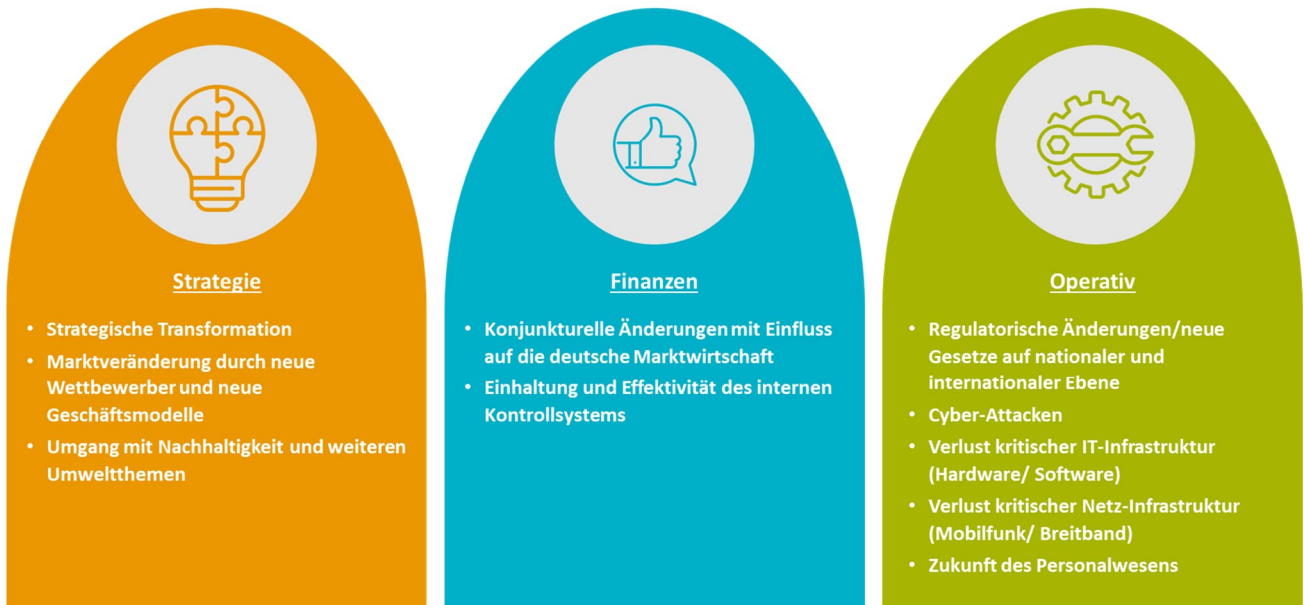 Strategie
• Strategische Transformation
• Marktveränderung durch neue
Wettbewerber und neue
Geschäftsmodelle
• Umgang mit Nachhaltigkeit und weiteren
Umweltthemen
Finanzen
• Konjunkturelle Änderungen mit Einfluss
auf die deutsche Marktwirtschaft
• Einhaltung und Effektivität des internen
Kontrollsystems
Operativ
• Regulatorische Änderungen/neue
Gesetze auf nationaler und
internationaler Ebene
• Cyber-Attacken
• Verlust kritischer IT-Infrastruktur
(Hardware/ Software)
• Verlust kritischer Netz-Infrastruktur
(Mobilfunk/ Breitband)
• Zukunft des Personalwesens